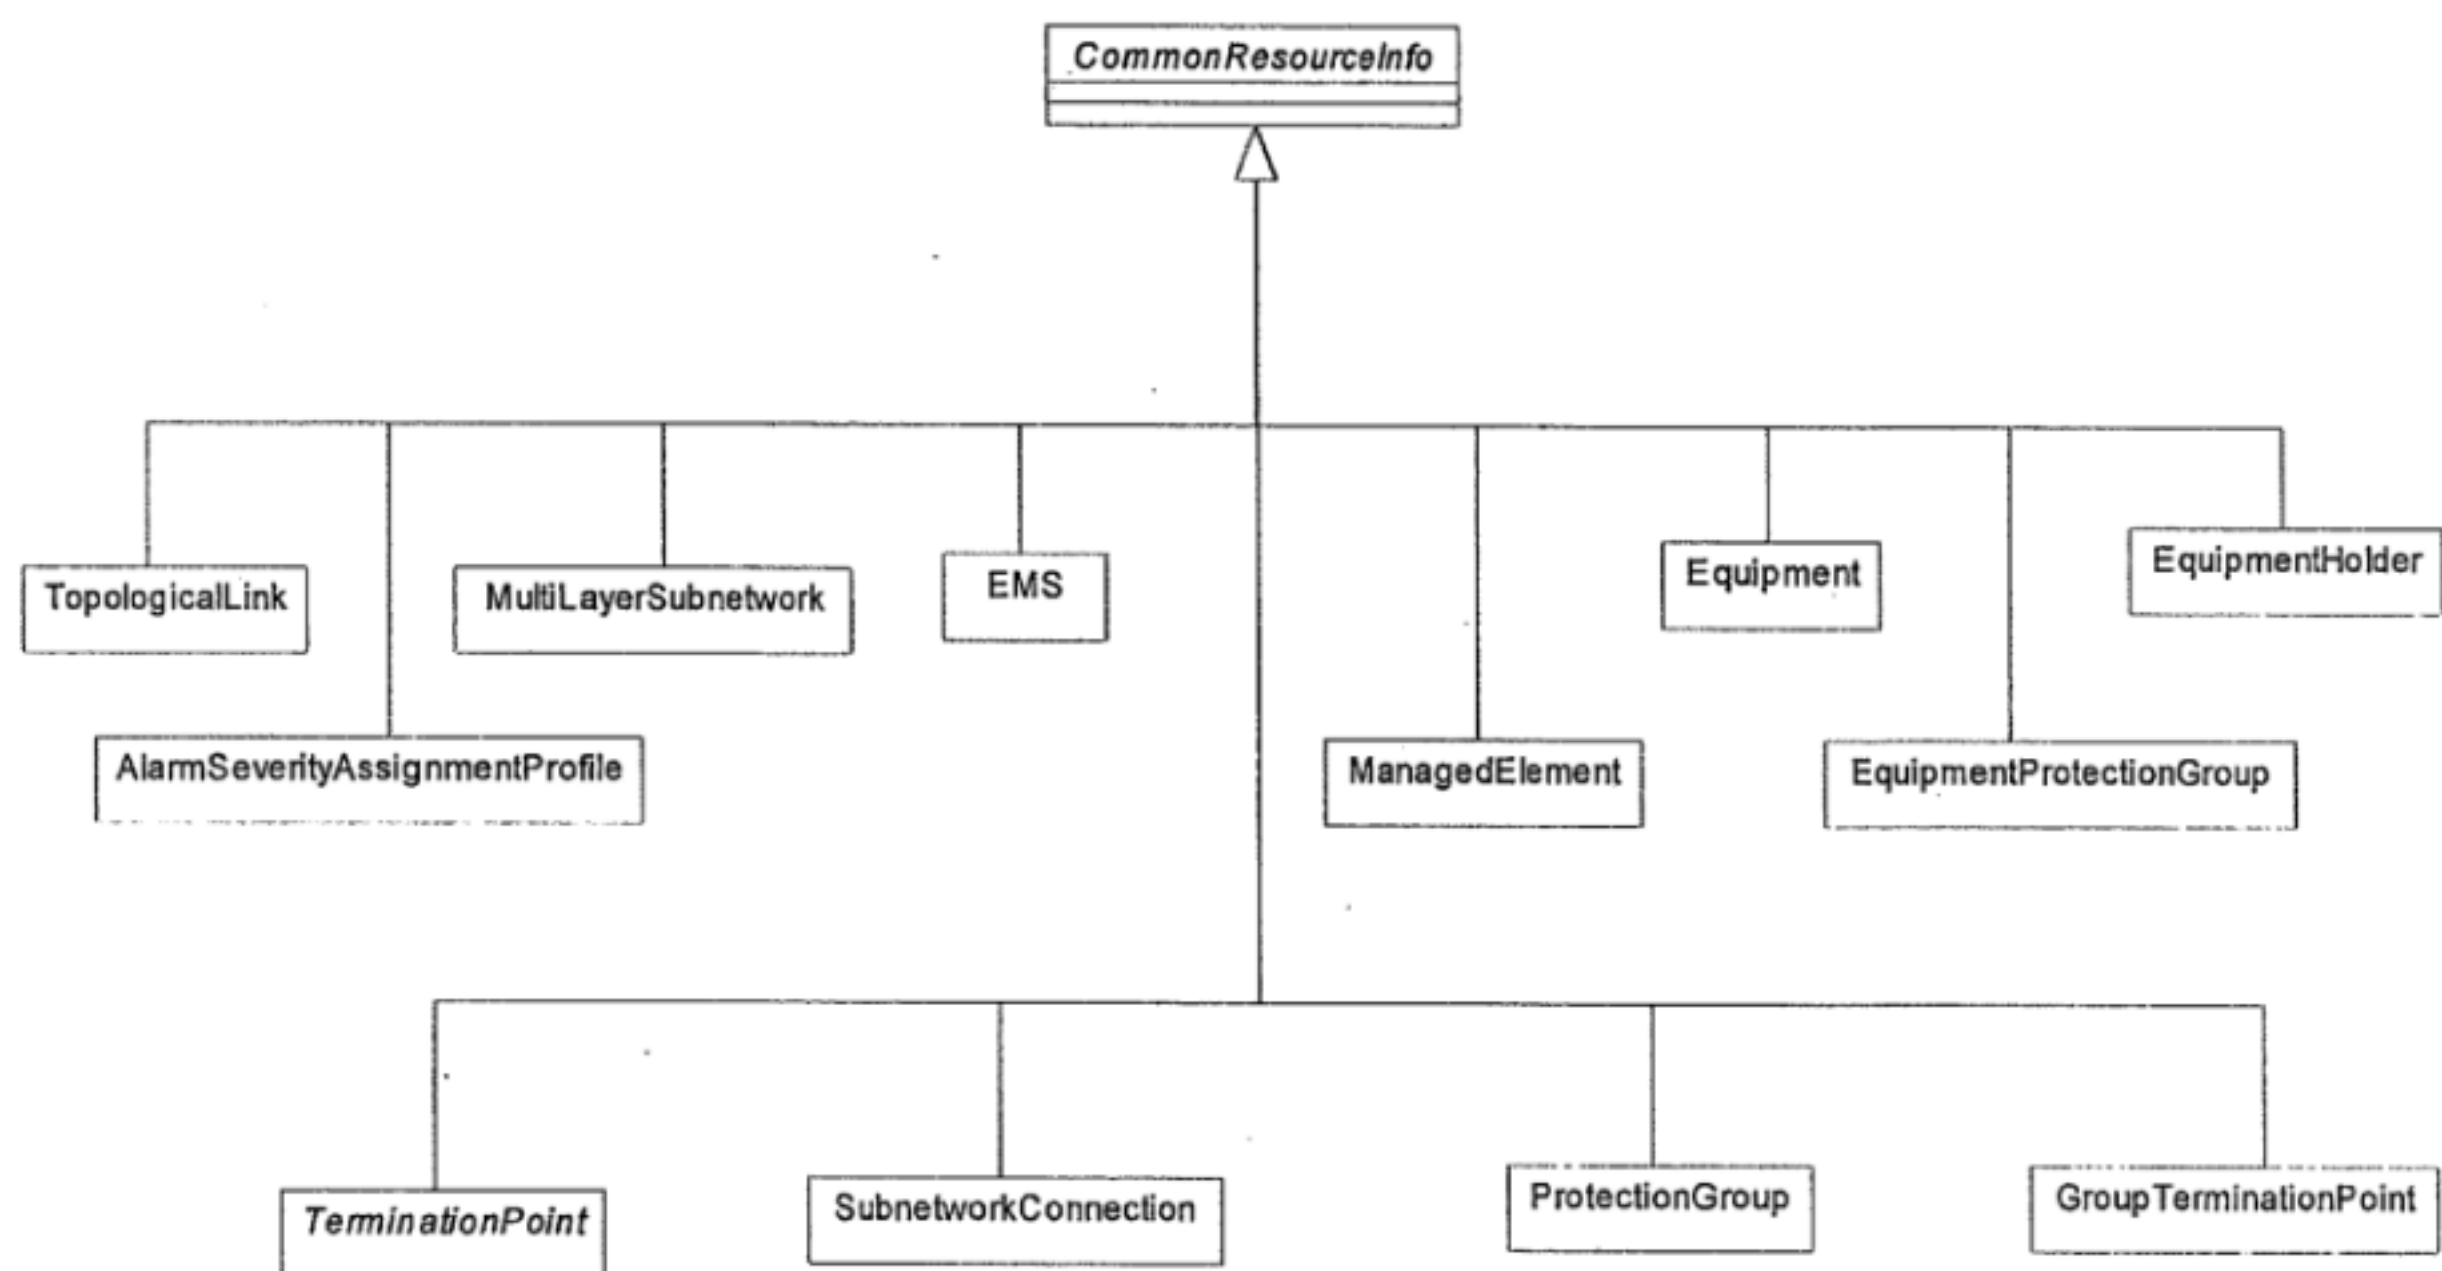 CommonResourceInfo
TopologicalLink
MultiLayerSubnetwork
EMS
Equipment
EquipmentHolder
AlarmSeverityAssignmentProfile
ManagedElement
EquipmentProtectionGroup
TerminationPoint
SubnetworkConnection
ProtectionGroup
GroupTerminationPoint